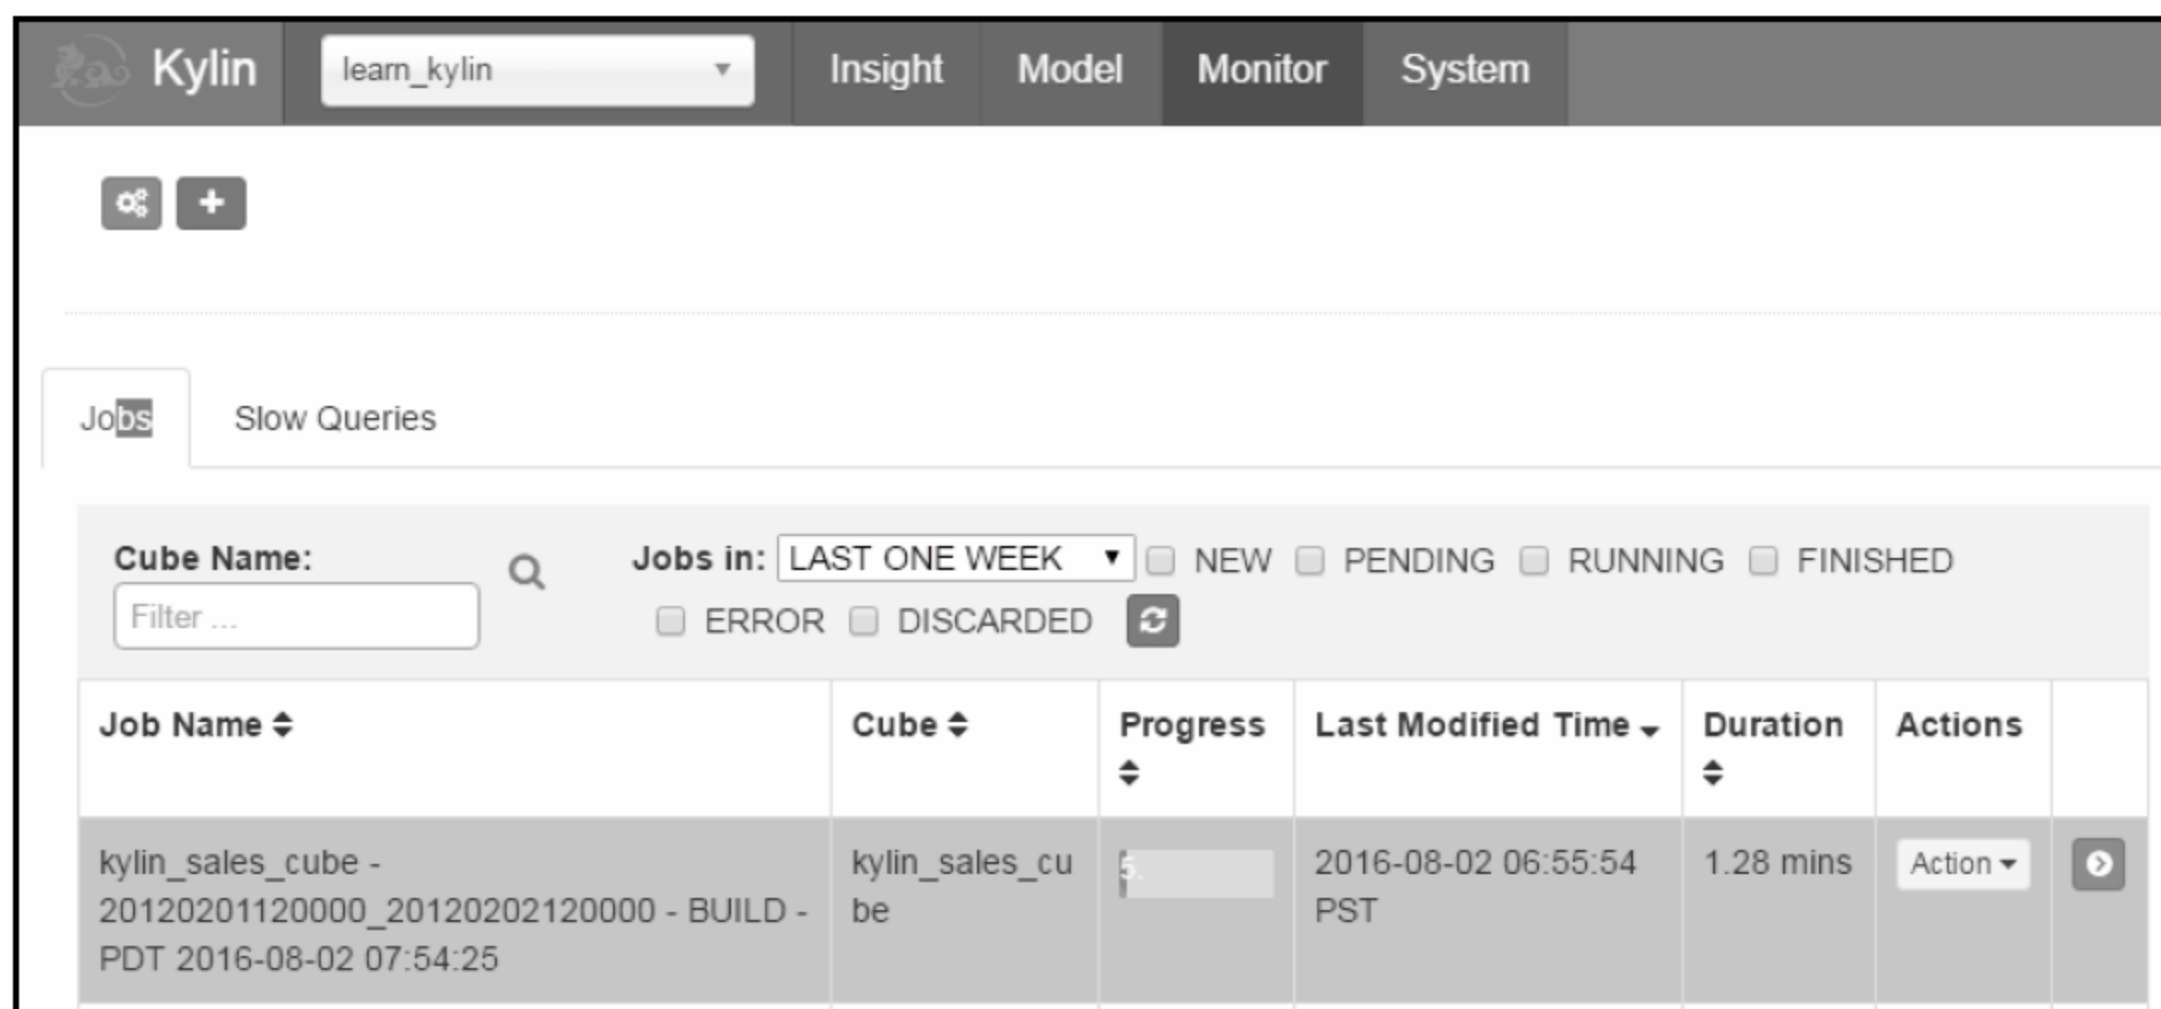 Kylin learn_kylin Insight Model Monitor System
Jobs Slow Queries
Cube Name: Jobs in: LAST ONE WEEK NEW PENDING RUNNING FINISHED
Filter ... ERROR DISCARDED
Job Name Cube Progress Last Modified Time Duration Actions
kylin_sales_cube - kylin_sales_cu 5. 2016-08-02 06:55:54 1.28 mins Action
20120201120000_20120202120000 - BUILD - be PST
PDT 2016-08-02 07:54:25